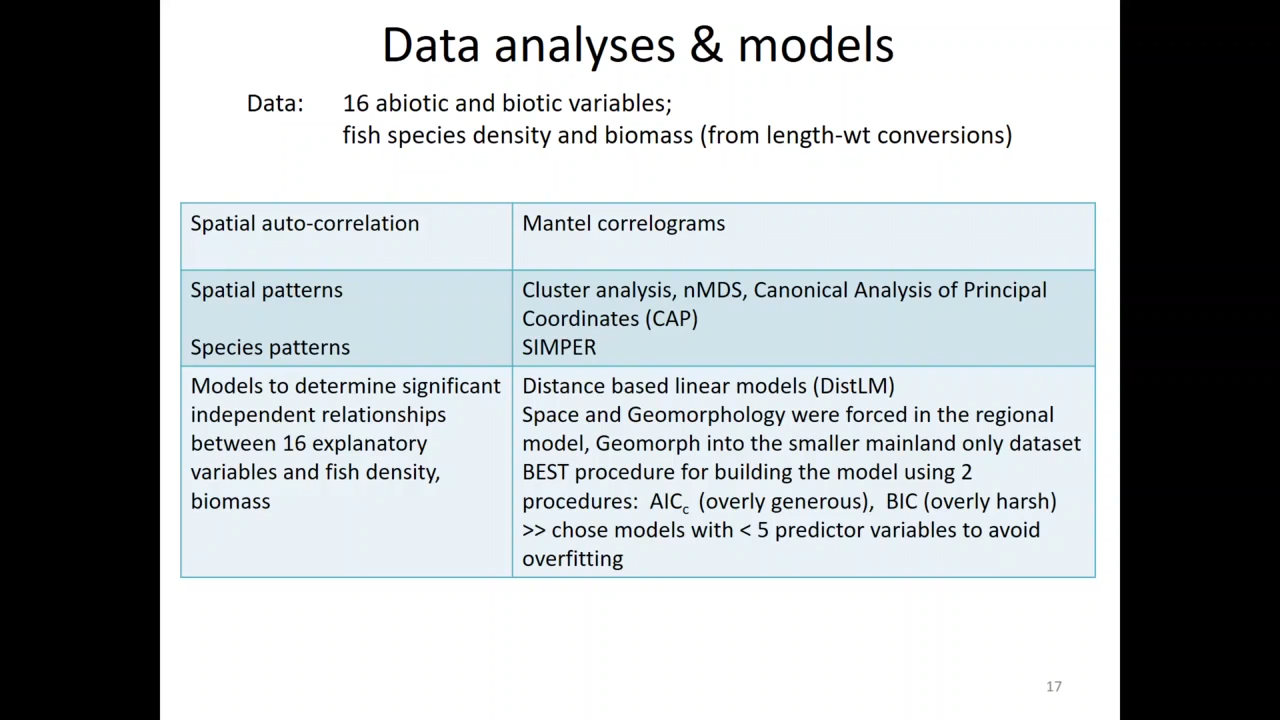 Data analyses & models
Data: 16 abiotic and biotic variables;
fish species density and biomass (from length-wt conversions)
Spatial auto-correlation
Mantel correlograms
Spatial patterns
Cluster analysis, nMDS, Canonical Analysis of Principal
Coordinates (CAP)
Species patterns
SIMPER
Models to determine significant
independent relationships
between 16 explanatory
variables and fish density,
biomass
Distance based linear models (DistLM)
Space and Geomorphology were forced in the regional
model, Geomorph into the smaller mainland only dataset
BEST procedure for building the model using 2
procedures: AICc (overly generous), BIC (overly harsh)
>> chose models with < 5 predictor variables to avoid
overfitting
17